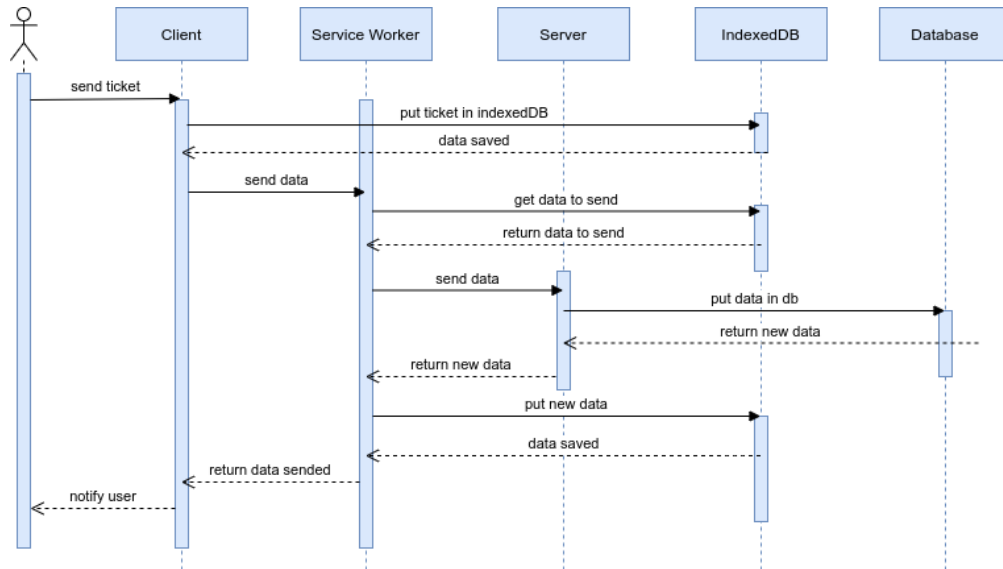 Client
Service Worker
Server
IndexedDB
Database
send ticket
put ticket in indexedDB
data saved
send data
get data to send
return data to send
send data
put data in db
return new data
return new data
put new data
data saved
return data sended
notify user